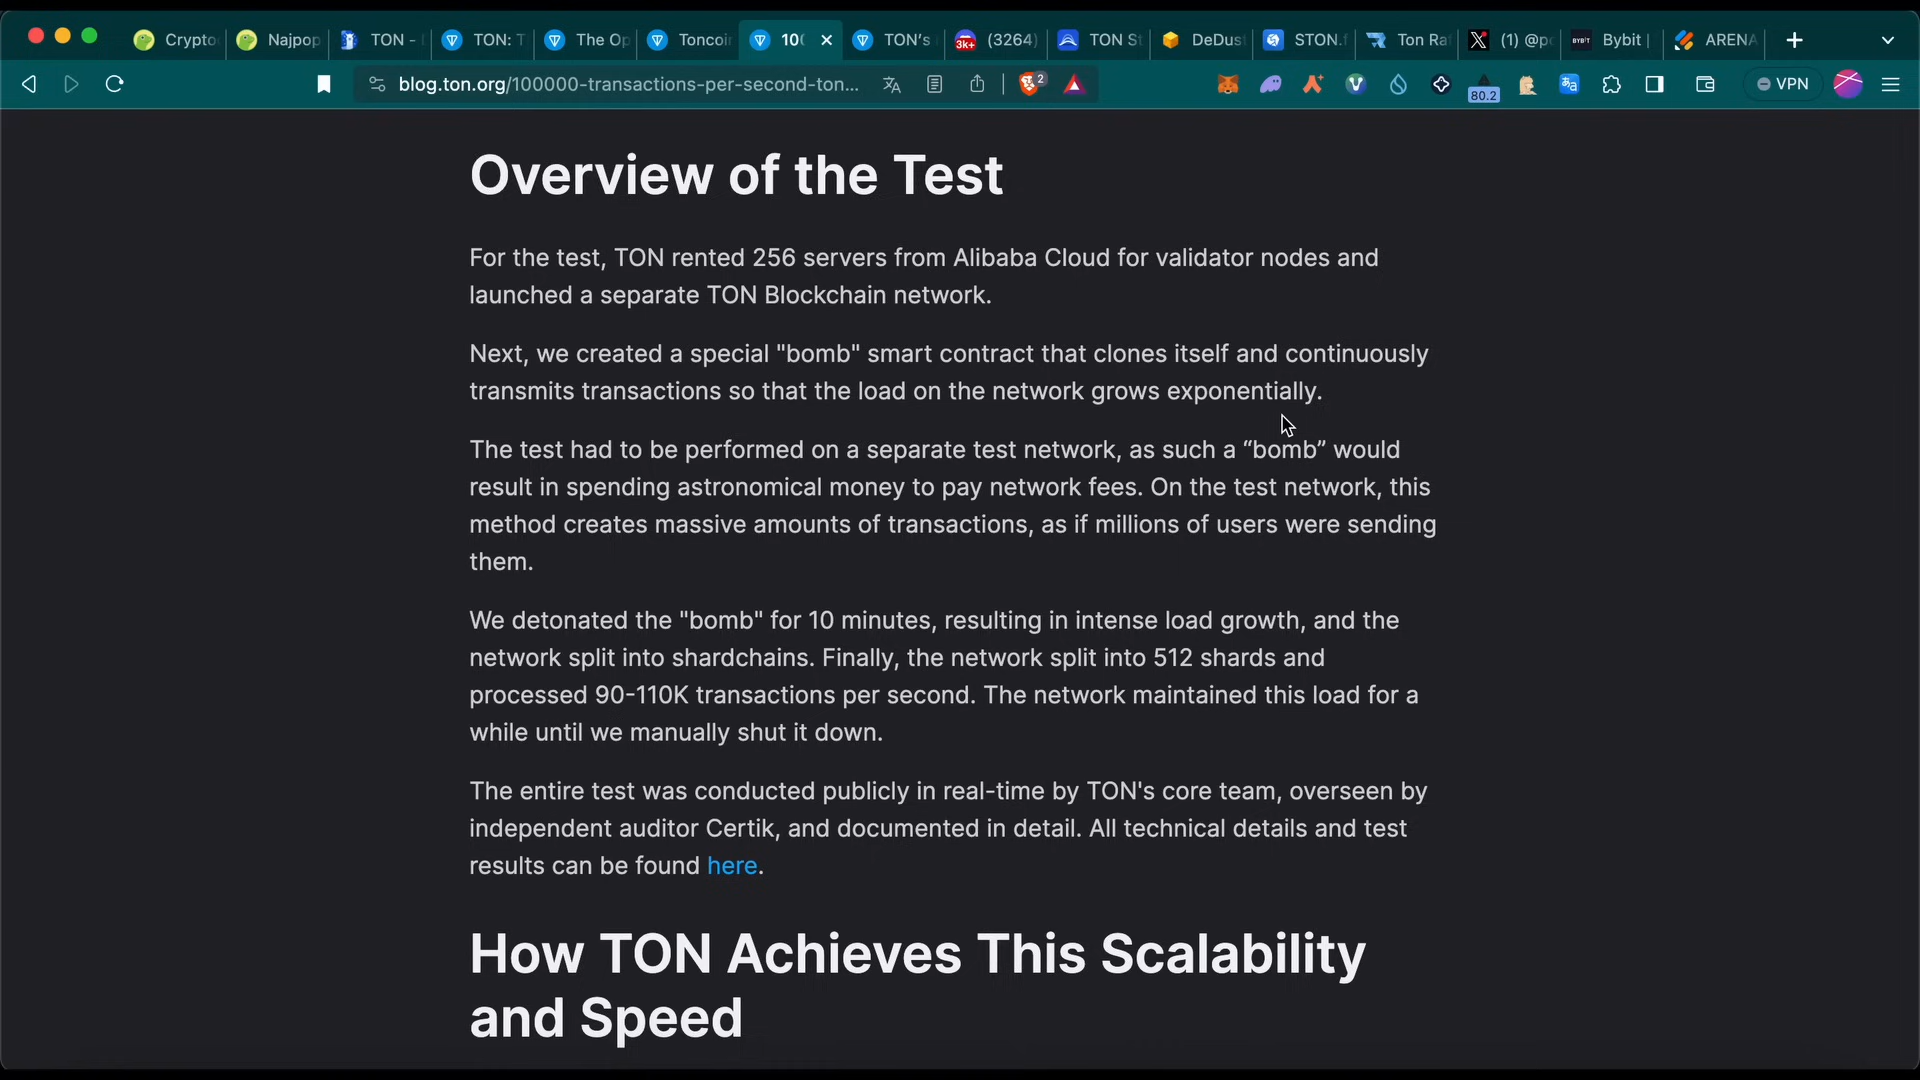 Crypto
Najpop
TON -
TON: T
The Op
Toncoi
10(
TON's
3K+
(3264)
TON St
DeDust
STON.f
Ton Raf
(1) @p
BYBIT
Bybit |
ARENA
blog.ton.org/100000-transactions-per-second-ton...
2
80.2
VPN
Overview of the Test
For the test, TON rented 256 servers from Alibaba Cloud for validator nodes and
launched a separate TON Blockchain network.
Next, we created a special "bomb" smart contract that clones itself and continuously
transmits transactions so that the load on the network grows exponentially.
The test had to be performed on a separate test network, as such a “bomb” would
result in spending astronomical money to pay network fees. On the test network, this
method creates massive amounts of transactions, as if millions of users were sending
them.
We detonated the "bomb" for 10 minutes, resulting in intense load growth, and the
network split into shardchains. Finally, the network split into 512 shards and
processed 90-110K transactions per second. The network maintained this load for a
while until we manually shut it down.
The entire test was conducted publicly in real-time by TON's core team, overseen by
independent auditor Certik, and documented in detail. All technical details and test
results can be found here.
How TON Achieves This Scalability
and Speed